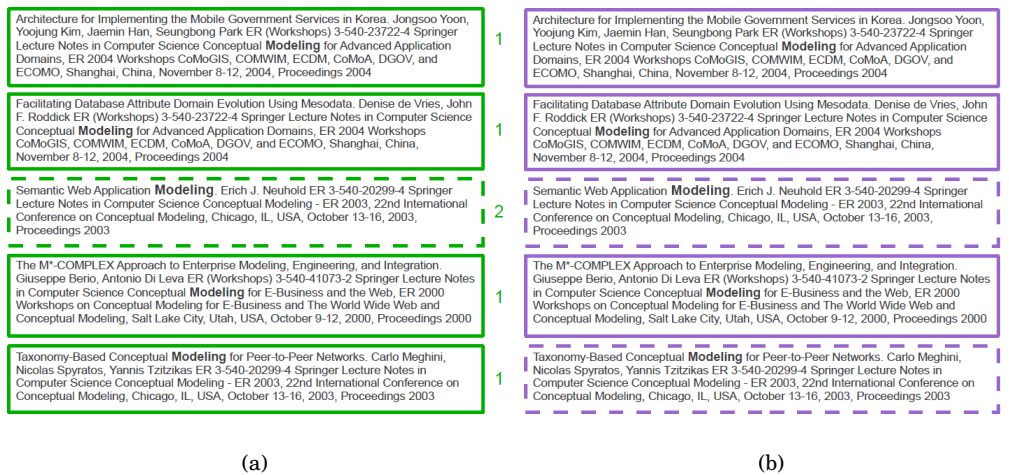 Architecture for Implementing the Mobile Government Services in Korea. Jongsoo Yoon,
Yoojung Kim, Jaemin Han, Seungbong Park ER (Workshops) 3-540-23722-4 Springer
Lecture Notes in Computer Science Conceptual Modeling for Advanced Application
Domains, ER 2004 Workshops CoMoGIS, COMWIM, ECDM, CoMoA, DGOV, and
ECOMO, Shanghai, China, November 8-12, 2004, Proceedings 2004
1
Facilitating Database Attribute Domain Evolution Using Mesodata. Denise de Vries, John
F. Roddick ER (Workshops) 3-540-23722-4 Springer Lecture Notes in Computer Science
Conceptual Modeling for Advanced Application Domains, ER 2004 Workshops
CoMoGIS, COMWIM, ECDM, CoMoA, DGOV, and ECOMO, Shanghai, China,
November 8-12, 2004, Proceedings 2004
1
Semantic Web Application Modeling. Erich J. Neuhold ER 3-540-20299-4 Springer
Lecture Notes in Computer Science Conceptual Modeling - ER 2003, 22nd International
Conference on Conceptual Modeling, Chicago, IL, USA, October 13-16, 2003,
Proceedings 2003
2
The M*-COMPLEX Approach to Enterprise Modeling, Engineering, and Integration.
Giuseppe Berio, Antonio Di Leva ER (Workshops) 3-540-41073-2 Springer Lecture Notes
in Computer Science Conceptual Modeling for E-Business and the Web, ER 2000
Workshops on Conceptual Modeling for E-Business and The World Wide Web and
Conceptual Modeling, Salt Lake City, Utah, USA, October 9-12, 2000, Proceedings 2000
1
Taxonomy-Based Conceptual Modeling for Peer-to-Peer Networks. Carlo Meghini,
Nicolas Spyratos, Yannis Tzitzikas ER 3-540-20299-4 Springer Lecture Notes in
Computer Science Conceptual Modeling - ER 2003, 22nd International Conference on
Conceptual Modeling, Chicago, IL, USA, October 13-16, 2003, Proceedings 2003
1
(a)
Architecture for Implementing the Mobile Government Services in Korea. Jongsoo Yoon,
Yoojung Kim, Jaemin Han, Seungbong Park ER (Workshops) 3-540-23722-4 Springer
Lecture Notes in Computer Science Conceptual Modeling for Advanced Application
Domains, ER 2004 Workshops CoMoGIS, COMWIM, ECDM, CoMoA, DGOV, and
ECOMO, Shanghai, China, November 8-12, 2004, Proceedings 2004
Facilitating Database Attribute Domain Evolution Using Mesodata. Denise de Vries, John
F. Roddick ER (Workshops) 3-540-23722-4 Springer Lecture Notes in Computer Science
Conceptual Modeling for Advanced Application Domains, ER 2004 Workshops
CoMoGIS, COMWIM, ECDM, CoMoA, DGOV, and ECOMO, Shanghai, China,
November 8-12, 2004, Proceedings 2004
Semantic Web Application Modeling. Erich J. Neuhold ER 3-540-20299-4 Springer
Lecture Notes in Computer Science Conceptual Modeling - ER 2003, 22nd International
Conference on Conceptual Modeling, Chicago, IL, USA, October 13-16, 2003,
Proceedings 2003
The M*-COMPLEX Approach to Enterprise Modeling, Engineering, and Integration.
Giuseppe Berio, Antonio Di Leva ER (Workshops) 3-540-41073-2 Springer Lecture Notes
in Computer Science Conceptual Modeling for E-Business and the Web, ER 2000
Workshops on Conceptual Modeling for E-Business and The World Wide Web and
Conceptual Modeling, Salt Lake City, Utah, USA, October 9-12, 2000, Proceedings 2000
Taxonomy-Based Conceptual Modeling for Peer-to-Peer Networks. Carlo Meghini,
Nicolas Spyratos, Yannis Tzitzikas ER 3-540-20299-4 Springer Lecture Notes in
Computer Science Conceptual Modeling - ER 2003, 22nd International Conference on
Conceptual Modeling, Chicago, IL, USA, October 13-16, 2003, Proceedings 2003
(b)